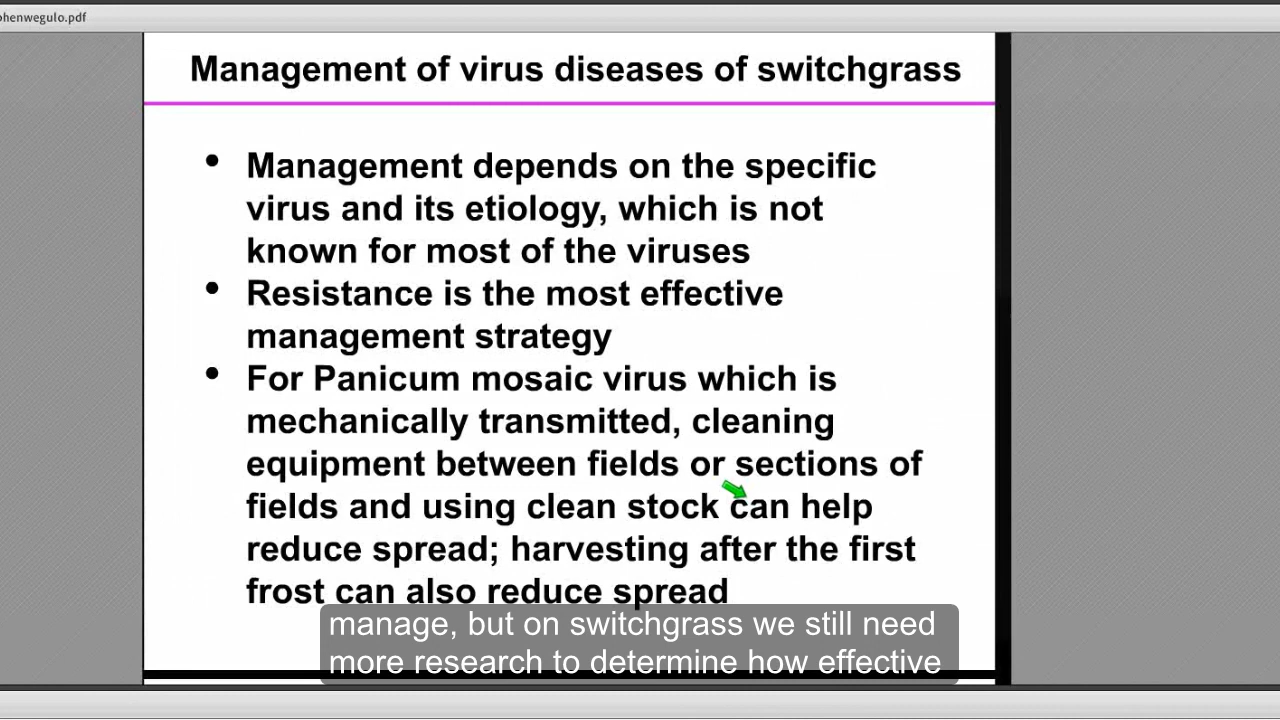 phenwegulo.pdf
Management of virus diseases of switchgrass
• Management depends on the specific
virus and its etiology, which is not
known for most of the viruses
• Resistance is the most effective
management strategy
• For Panicum mosaic virus which is
mechanically transmitted, cleaning
equipment between fields or sections of
fields and using clean stock can help
reduce spread; harvesting after the first
frost can also reduce spread
manage, but on switchgrass we still need
more research to determine how effective